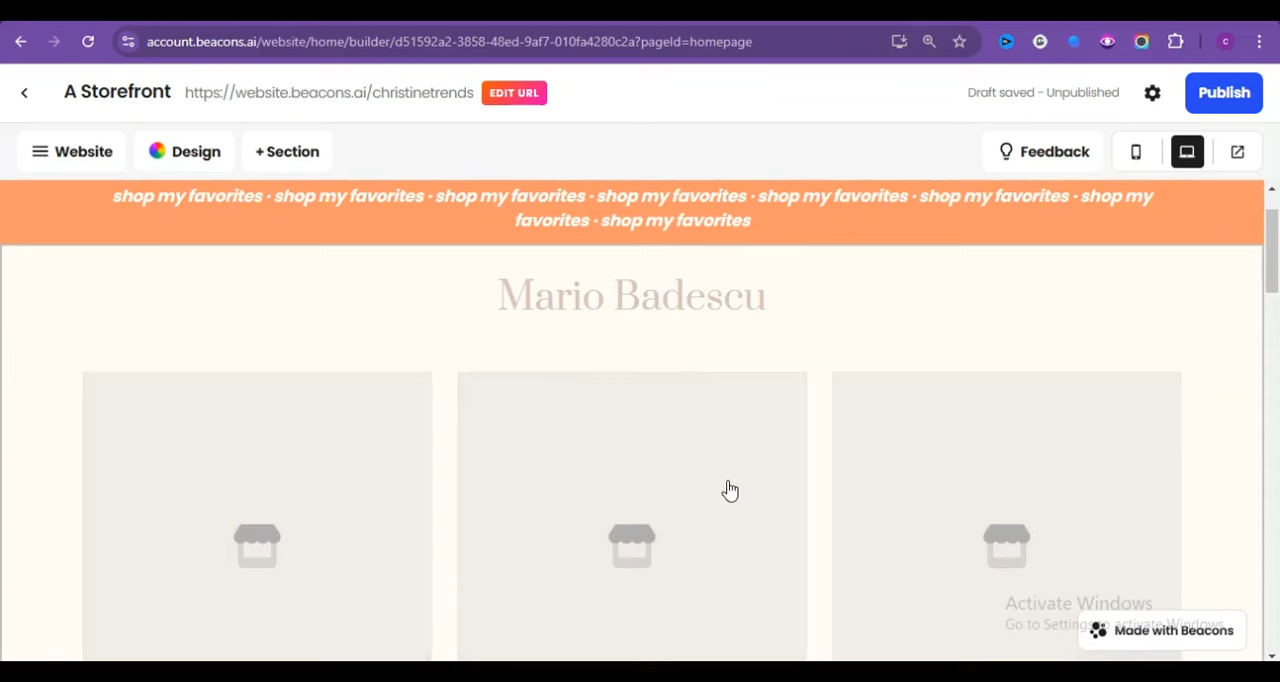 account.beacons.ai/website/home/builder/d51592a2-3858-48ed-9af7-010fa4280c2a?pageId=homepage
A Storefront https://website.beacons.ai/christinetrends EDIT URL Draft saved - Unpublished Publish
Website Design + Section Feedback
shop my favorites · shop my favorites · shop my favorites · shop my favorites · shop my favorites · shop my favorites · shop my
favorites · shop my favorites
Mario Badescu
Activate Windows
Go to Settings to activate Windows.
Made with Beacons